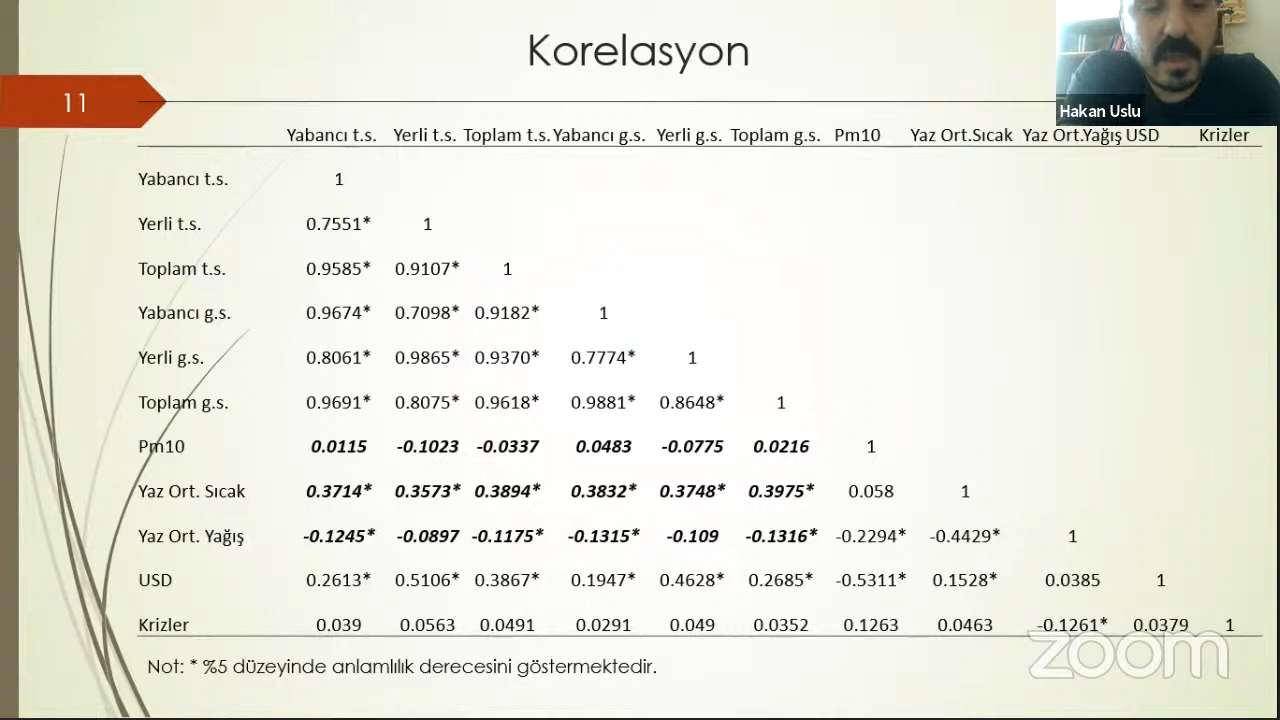 Korelasyon
11
Hakan Uslu
Yabancı t.s. Yerli t.s. Toplam t.s. Yabancı g.s. Yerli g.s. Toplam g.s. Pm10 Yaz Ort.Sıcak Yaz Ort.Yağış USD Krizler
Yabancı t.s. 1
Yerli t.s. 0.7551* 1
Toplam t.s. 0.9585* 0.9107* 1
Yabancı g.s. 0.9674* 0.7098* 0.9182* 1
Yerli g.s. 0.8061* 0.9865* 0.9370* 0.7774* 1
Toplam g.s. 0.9691* 0.8075* 0.9618* 0.9881* 0.8648* 1
Pm10 0.0115 -0.1023 -0.0337 0.0483 -0.0775 0.0216 1
Yaz Ort. Sıcak 0.3714* 0.3573* 0.3894* 0.3832* 0.3748* 0.3975* 0.058 1
Yaz Ort. Yağış -0.1245* -0.0897 -0.1175* -0.1315* -0.109 -0.1316* -0.2294* -0.4429* 1
USD 0.2613* 0.5106* 0.3867* 0.1947* 0.4628* 0.2685* -0.5311* 0.1528* 0.0385 1
Krizler 0.039 0.0563 0.0491 0.0291 0.049 0.0352 0.1263 0.0463 -0.1261* 0.0379 1
Not: * %5 düzeyinde anlamlılık derecesini göstermektedir.
zoom